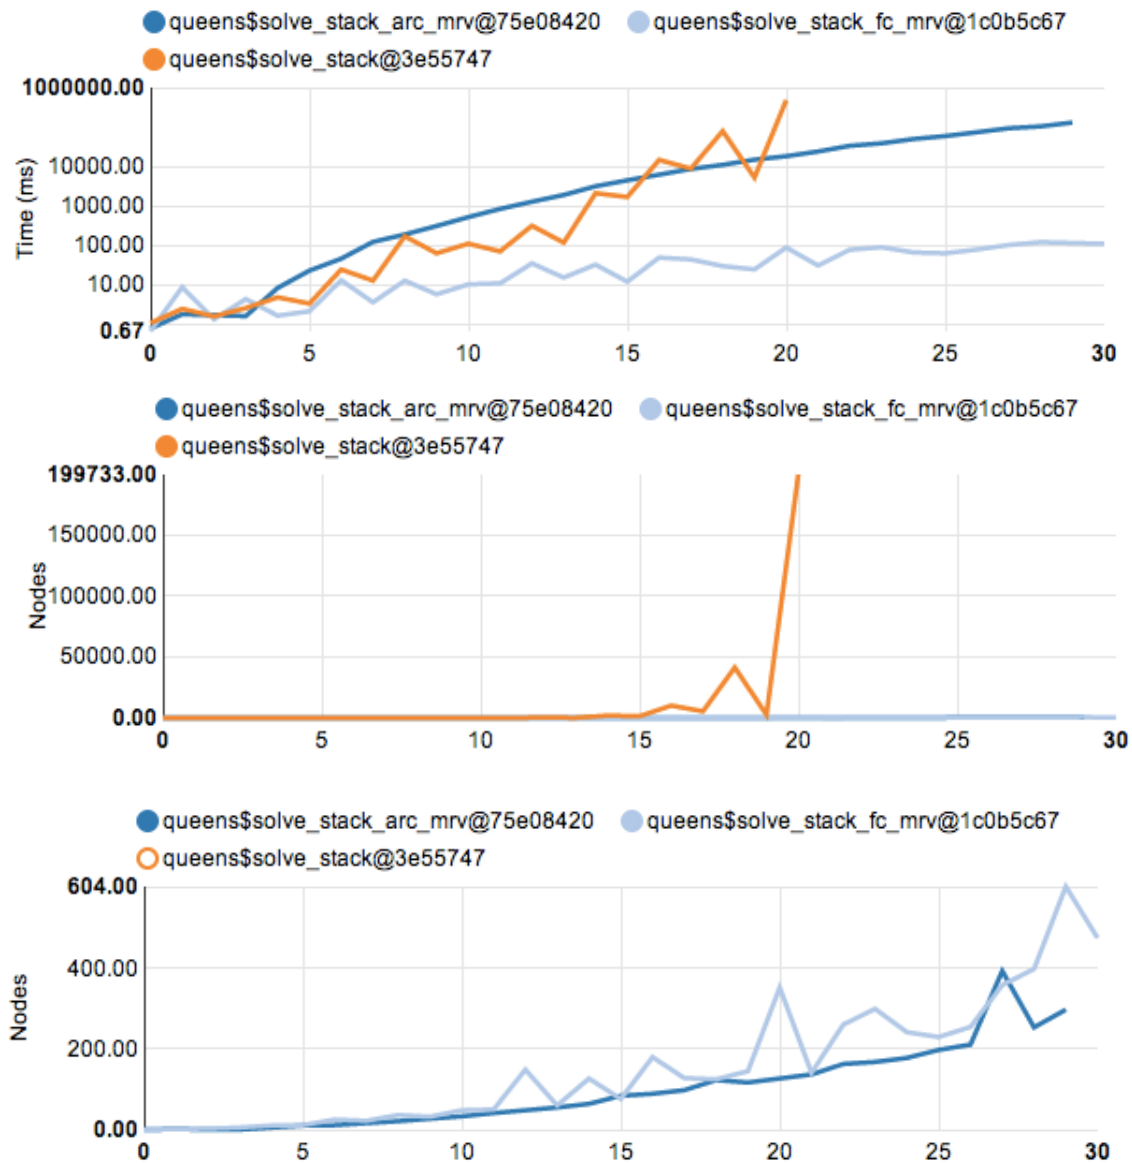 queens$solve_stack_arc_mrv@75e08420 queens$solve_stack_fc_mrv@1c0b5c67
queens$solve_stack@3e55747
1000000.00
10000.00
1000.00
100.00
10.00
0.67
Time (ms)
0 5 10 15 20 25 30
queens$solve_stack_arc_mrv@75e08420 queens$solve_stack_fc_mrv@1c0b5c67
queens$solve_stack@3e55747
199733.00
150000.00
100000.00
50000.00
0.00
Nodes
0 5 10 15 20 25 30
queens$solve_stack_arc_mrv@75e08420 queens$solve_stack_fc_mrv@1c0b5c67
queens$solve_stack@3e55747
604.00
400.00
200.00
0.00
Nodes
0 5 10 15 20 25 30